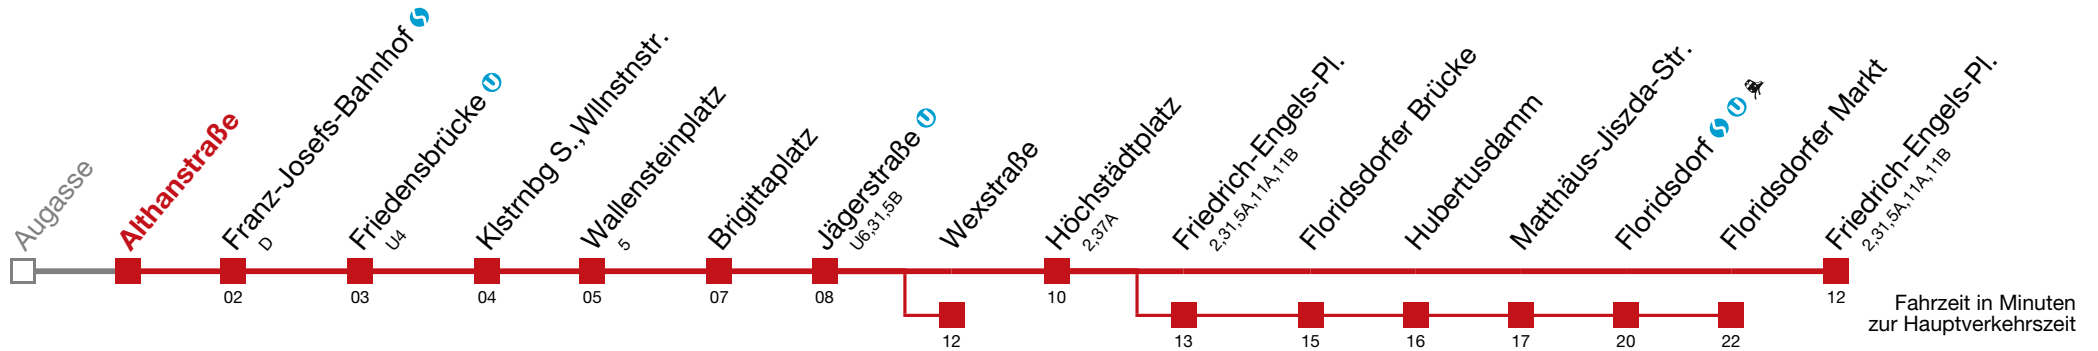 Augasse
Althanstraße
Franz-Josefs-Bahnhof
D
Friedensbrücke
U4
Klstrnbg S., Wllnstnstr.
Wallensteinplatz
5
Brigittaplatz
Jägerstraße
U6,31,5B
Wexstraße
Höchstädtplatz
2,37A
Friedrich-Engels-Pl.
2,31,5A,11A,11B
Floridsdorfer Brücke
Hubertusdamm
Matthäus-Jiszda-Str.
Floridsdorf
Floridsdorfer Markt
Friedrich-Engels-Pl.
2,31,5A,11A,11B
02 03 04 05 07 08 10 12
12 13 15 16 17 20 22
Fahrzeit in Minuten
zur Hauptverkehrszeit